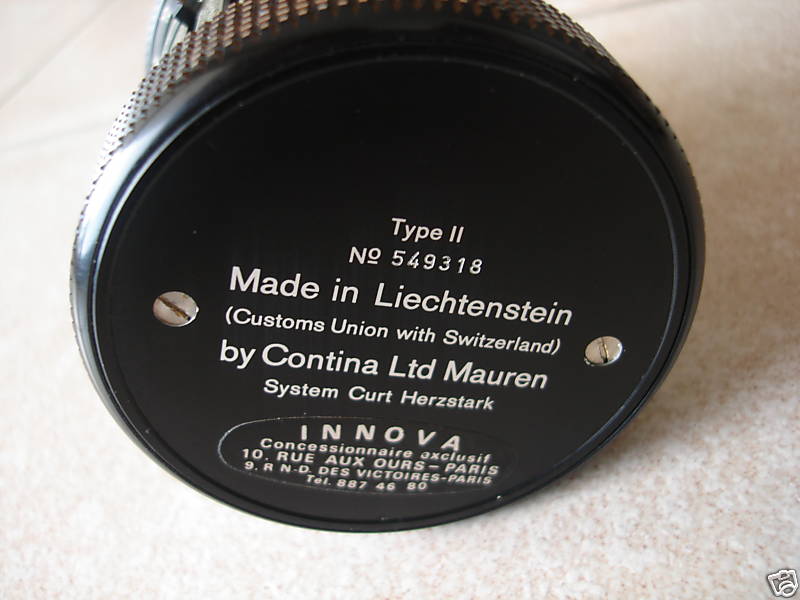 Type II
Nº 549318
Made in Liechtenstein
(Customs Union with Switzerland)
by Contina Ltd Mauren
System Curt Herzstark
INNOVA
Concessionnaire exclusif
10. RUE AUX OURS–PARIS
9. R N-D. DES VICTOIRES-PARIS
Tel. 887 46 80